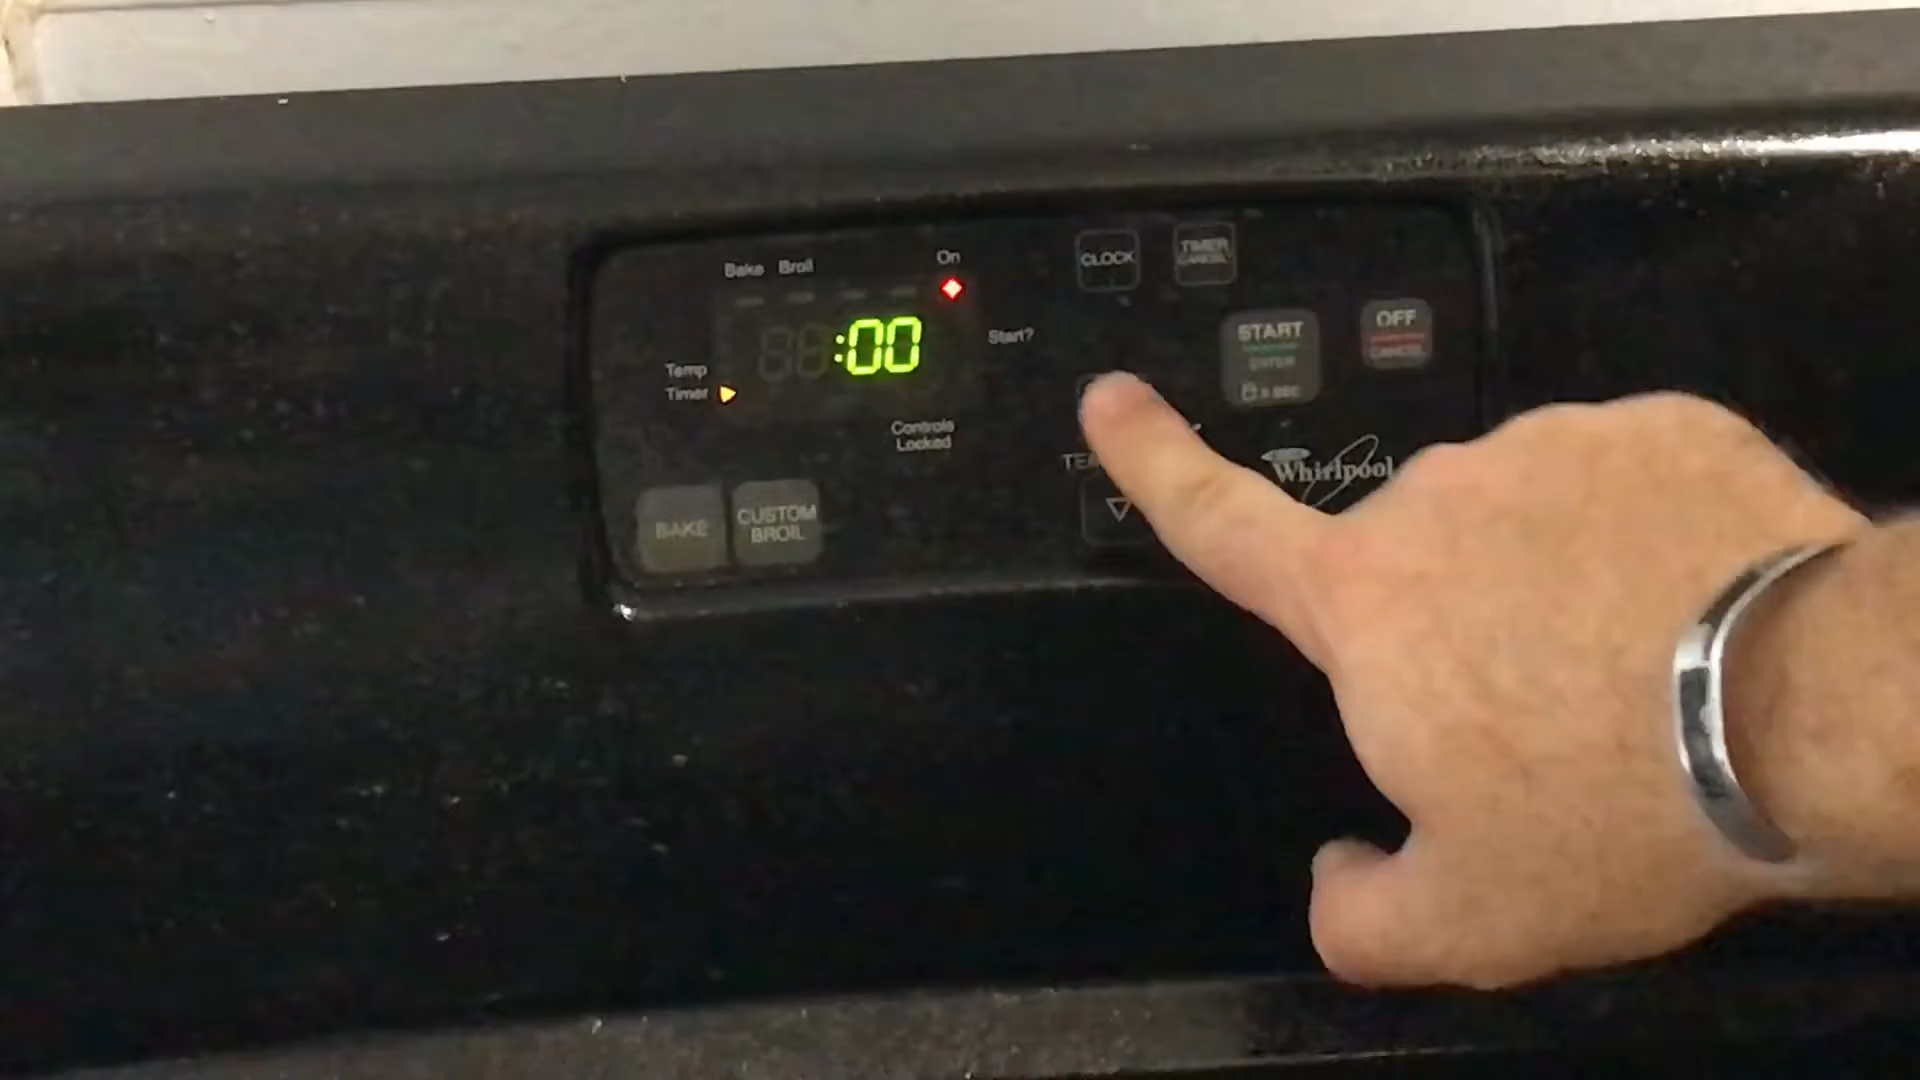 Bake Broil
On
CLOCK
TIMER
CANCEL
:00
Start?
START
ENTER
OFF
CANCEL
Temp
Timer
Controls
Locked
Whirlpool
BAKE
CUSTOM
BROIL